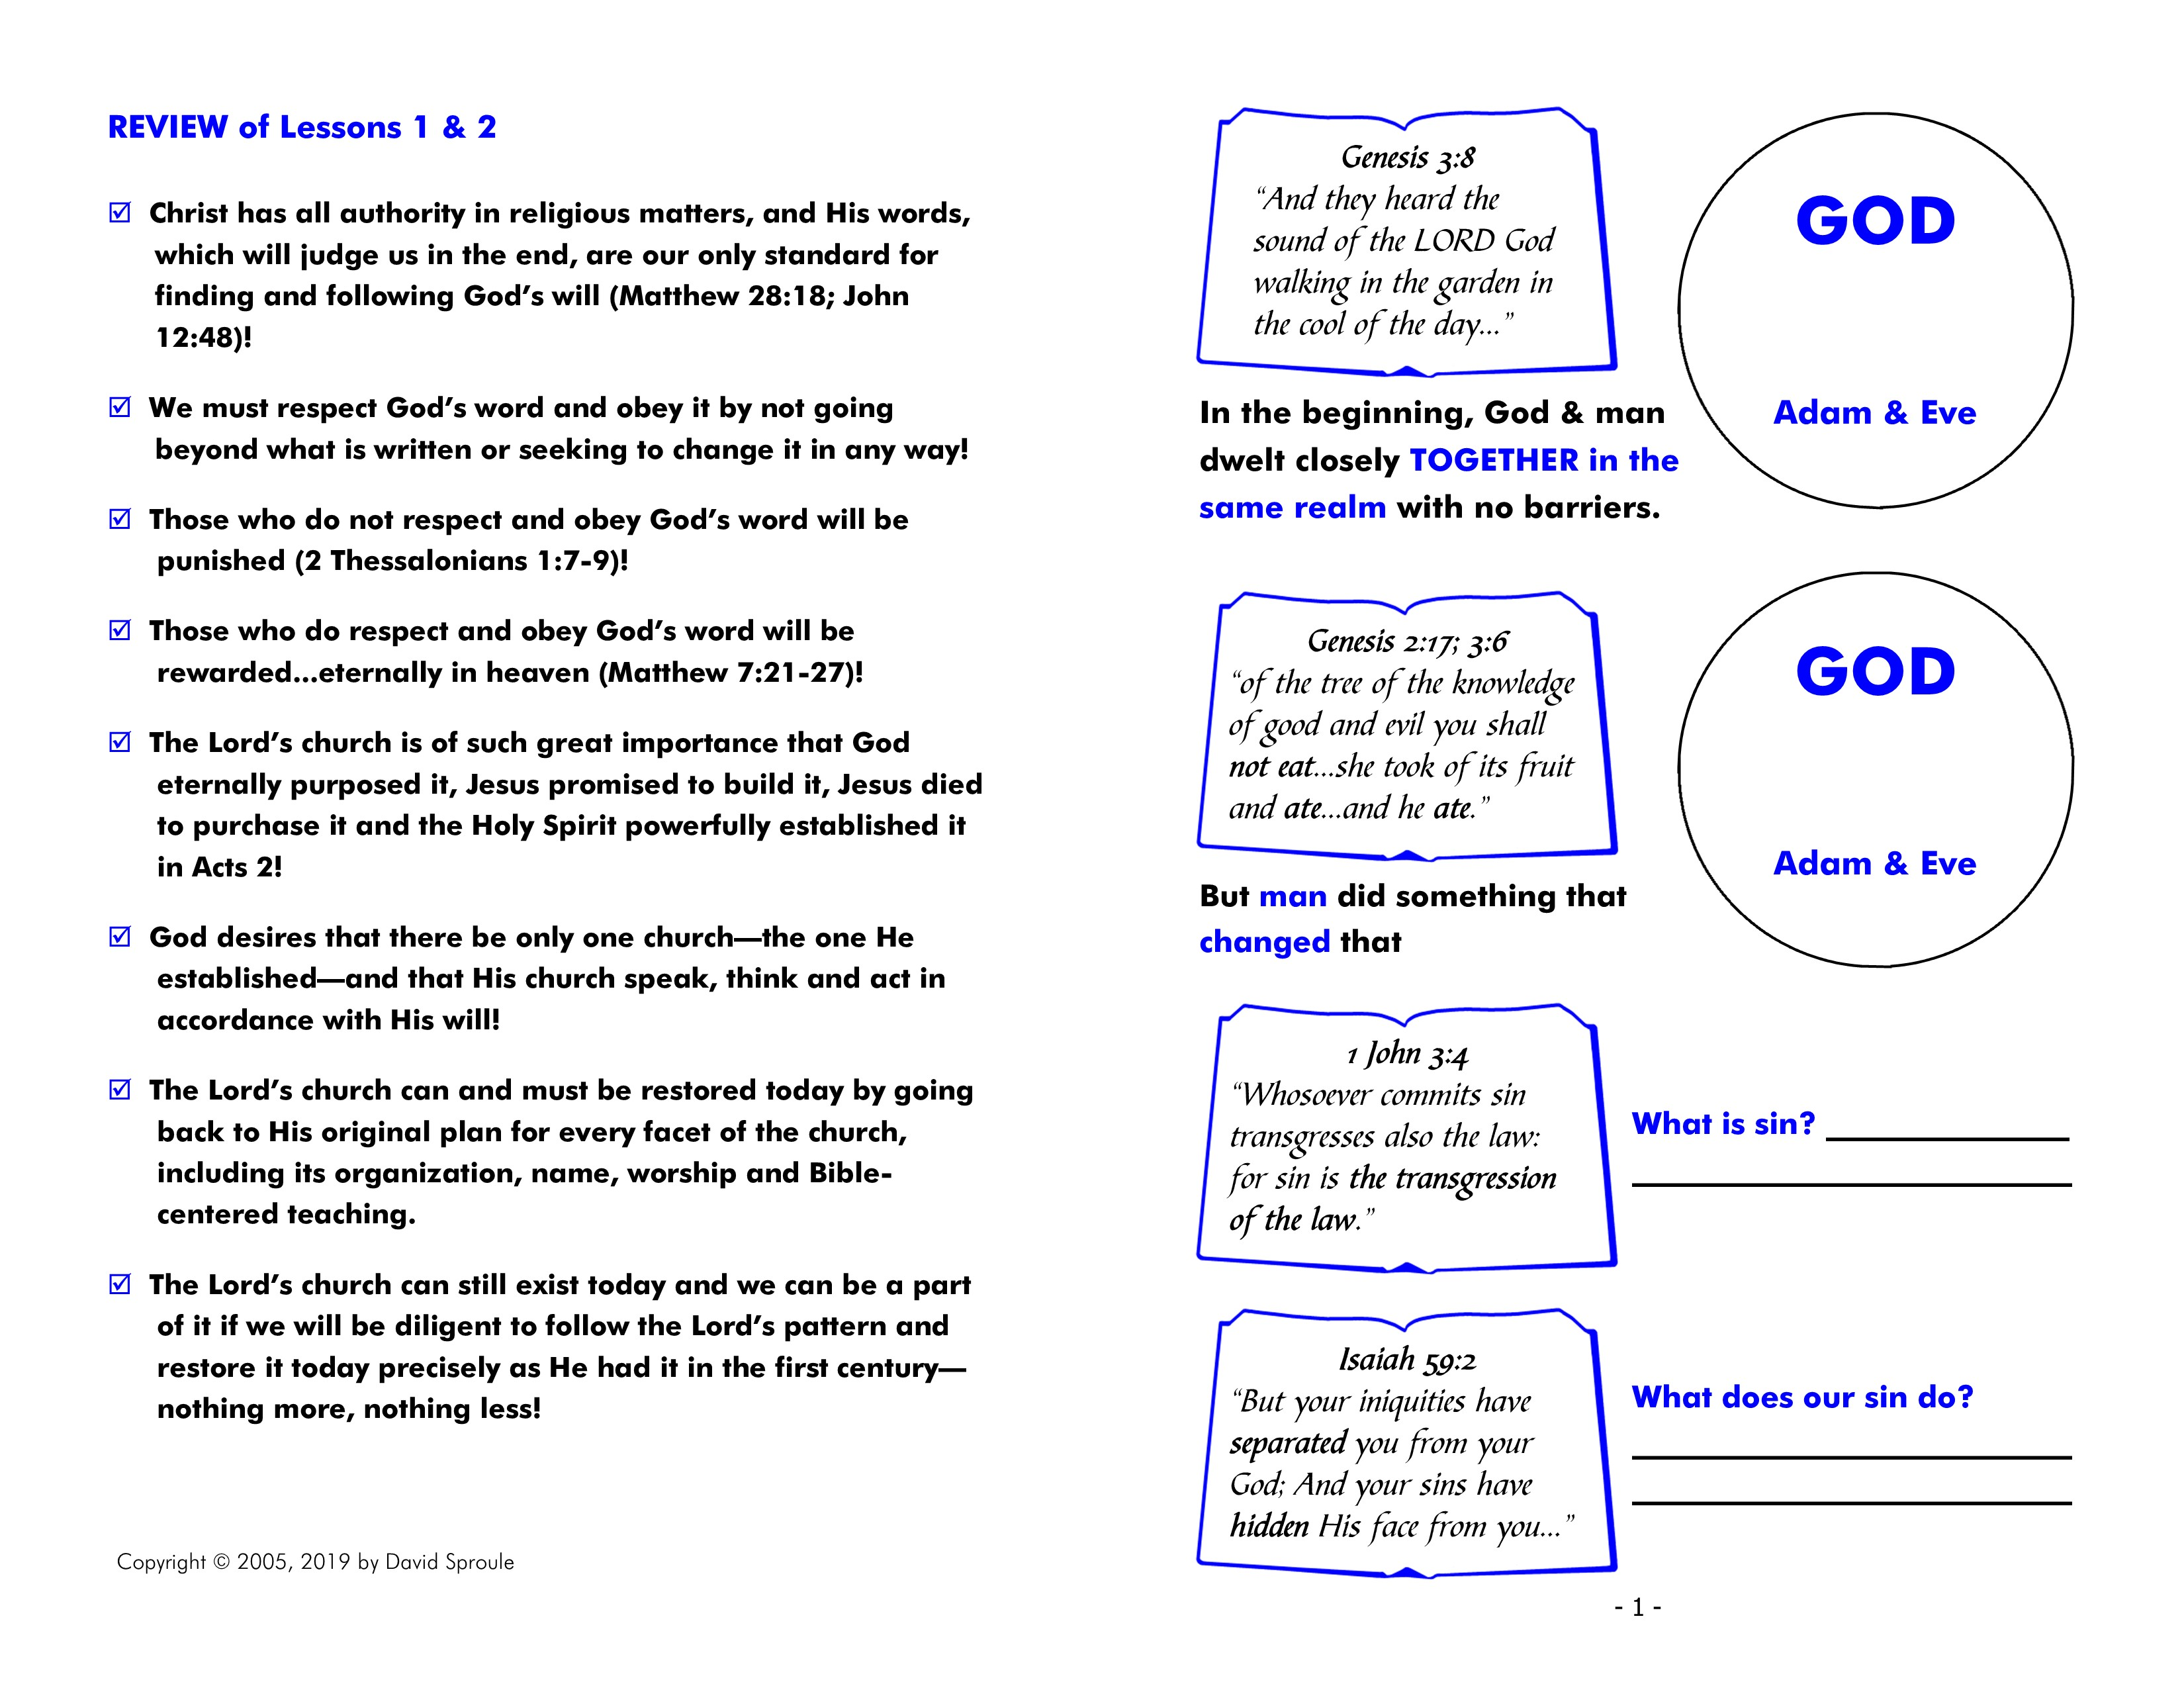 REVIEW of Lessons 1 & 2
☑ Christ has all authority in religious matters, and His words,
which will judge us in the end, are our only standard for
finding and following God’s will (Matthew 28:18; John
12:48)!
☑ We must respect God’s word and obey it by not going
beyond what is written or seeking to change it in any way!
☑ Those who do not respect and obey God’s word will be
punished (2 Thessalonians 1:7-9)!
☑ Those who do respect and obey God’s word will be
rewarded…eternally in heaven (Matthew 7:21-27)!
☑ The Lord’s church is of such great importance that God
eternally purposed it, Jesus promised to build it, Jesus died
to purchase it and the Holy Spirit powerfully established it
in Acts 2!
☑ God desires that there be only one church—the one He
established—and that His church speak, think and act in
accordance with His will!
☑ The Lord’s church can and must be restored today by going
back to His original plan for every facet of the church,
including its organization, name, worship and Bible-
centered teaching.
☑ The Lord’s church can still exist today and we can be a part
of it if we will be diligent to follow the Lord’s pattern and
restore it today precisely as He had it in the first century—
nothing more, nothing less!
Copyright © 2005, 2019 by David Sproule
Genesis 3:8
“And they heard the
sound of the LORD God
walking in the garden in
the cool of the day…”
GOD
Adam & Eve
In the beginning, God & man
dwelt closely TOGETHER in the
same realm with no barriers.
Genesis 2:17; 3:6
“of the tree of the knowledge
of good and evil you shall
not eat…she took of its fruit
and ate…and he ate.”
GOD
Adam & Eve
But man did something that
changed that
1 John 3:4
“Whosoever commits sin
transgresses also the law:
for sin is the transgression
of the law.”
What is sin?
Isaiah 59:2
“But your iniquities have
separated you from your
God; And your sins have
hidden His face from you…”
What does our sin do?
- 1 -